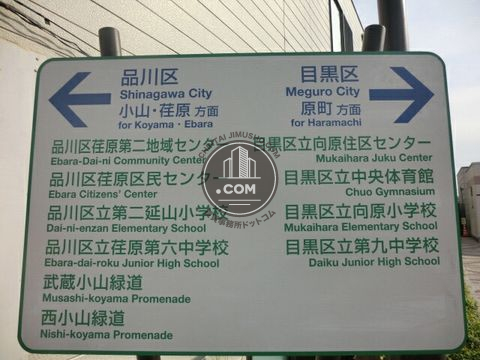 品川区
Shinagawa City
小山・荏原 方面
for Koyama・Ebara
品川区荏原第二地域センター
Ebara-Dai-ni Community Center
品川区荏原区民センター
Ebara Citizens' Center
品川区立第二延山小学校
Dai-ni-enzan Elementary School
品川区立荏原第六中学校
Ebara-dai-roku Junior High School
武蔵小山緑道
Musashi-koyama Promenade
西小山緑道
Nishi-koyama Promenade
目黒区
Meguro City
原町 方面
for Haramachi
目黒区立向原住区センター
Mukaihara Juku Center
目黒区立中央体育館
Chuo Gymnasium
目黒区立向原小学校
Mukaihara Elementary School
目黒区立第九中学校
Daiku Junior High School
.COM